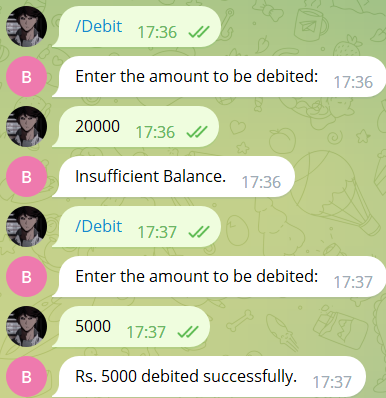 /Debit 17:36
B Enter the amount to be debited: 17:36
20000 17:36
B Insufficient Balance. 17:36
/Debit 17:37
B Enter the amount to be debited: 17:37
5000 17:37
B Rs. 5000 debited successfully. 17:37